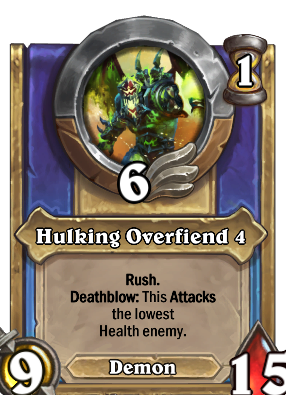 1
6
Hulking Overfiend 4
Rush.
Deathblow: This Attacks
the lowest
Health enemy.
Demon
9
15